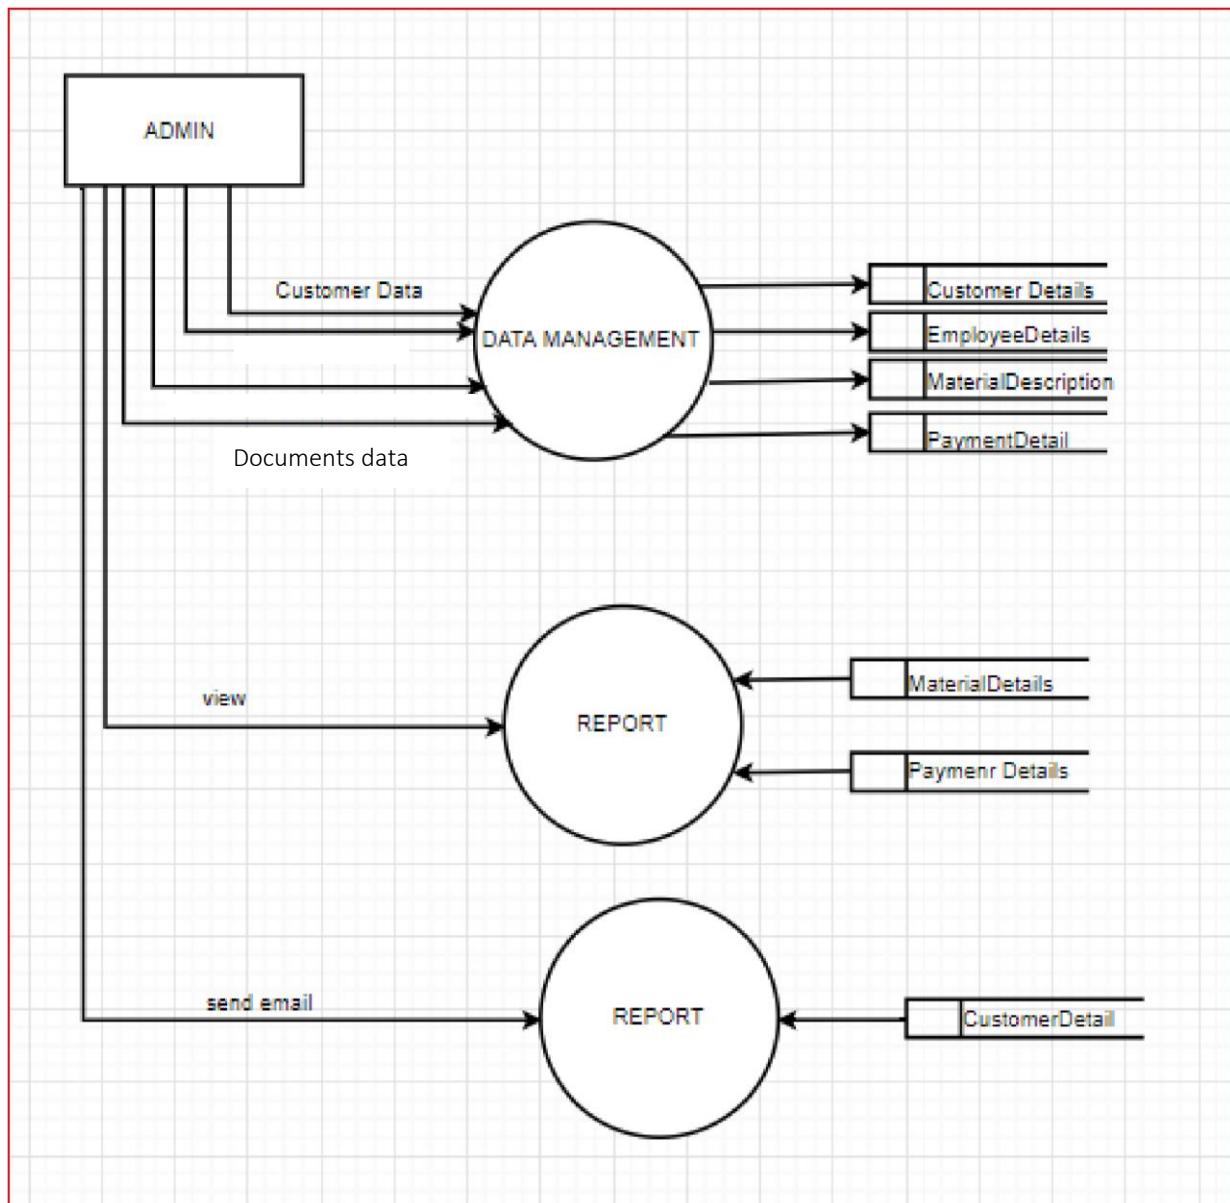 ADMIN
Customer Data
DATA MANAGEMENT
Customer Details
EmployeeDetails
MaterialDescription
PaymentDetail
Documents data
view
REPORT
MaterialDetails
Paymenr Details
send email
REPORT
CustomerDetail